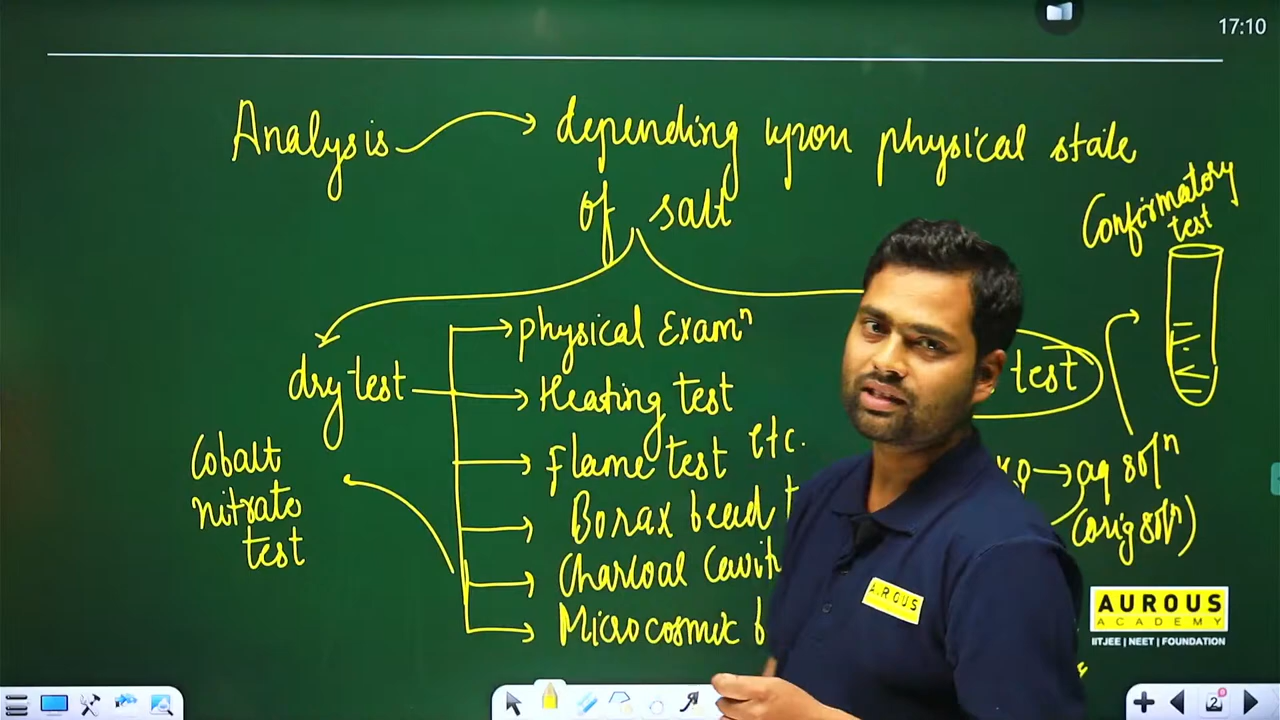 17:10
Analysis → depending upon physical state
of salt
Confirmatory
test
physical Examⁿ
dry test
Heating test
test
Flame test etc.
Cobalt
nitrate
test
Borax bead t
Charcoal Cavit
Microcosmic b
→ aq solⁿ
(orig solⁿ)
AUROUS
AUROUS
ACADEMY
IITJEE | NEET | FOUNDATION
2